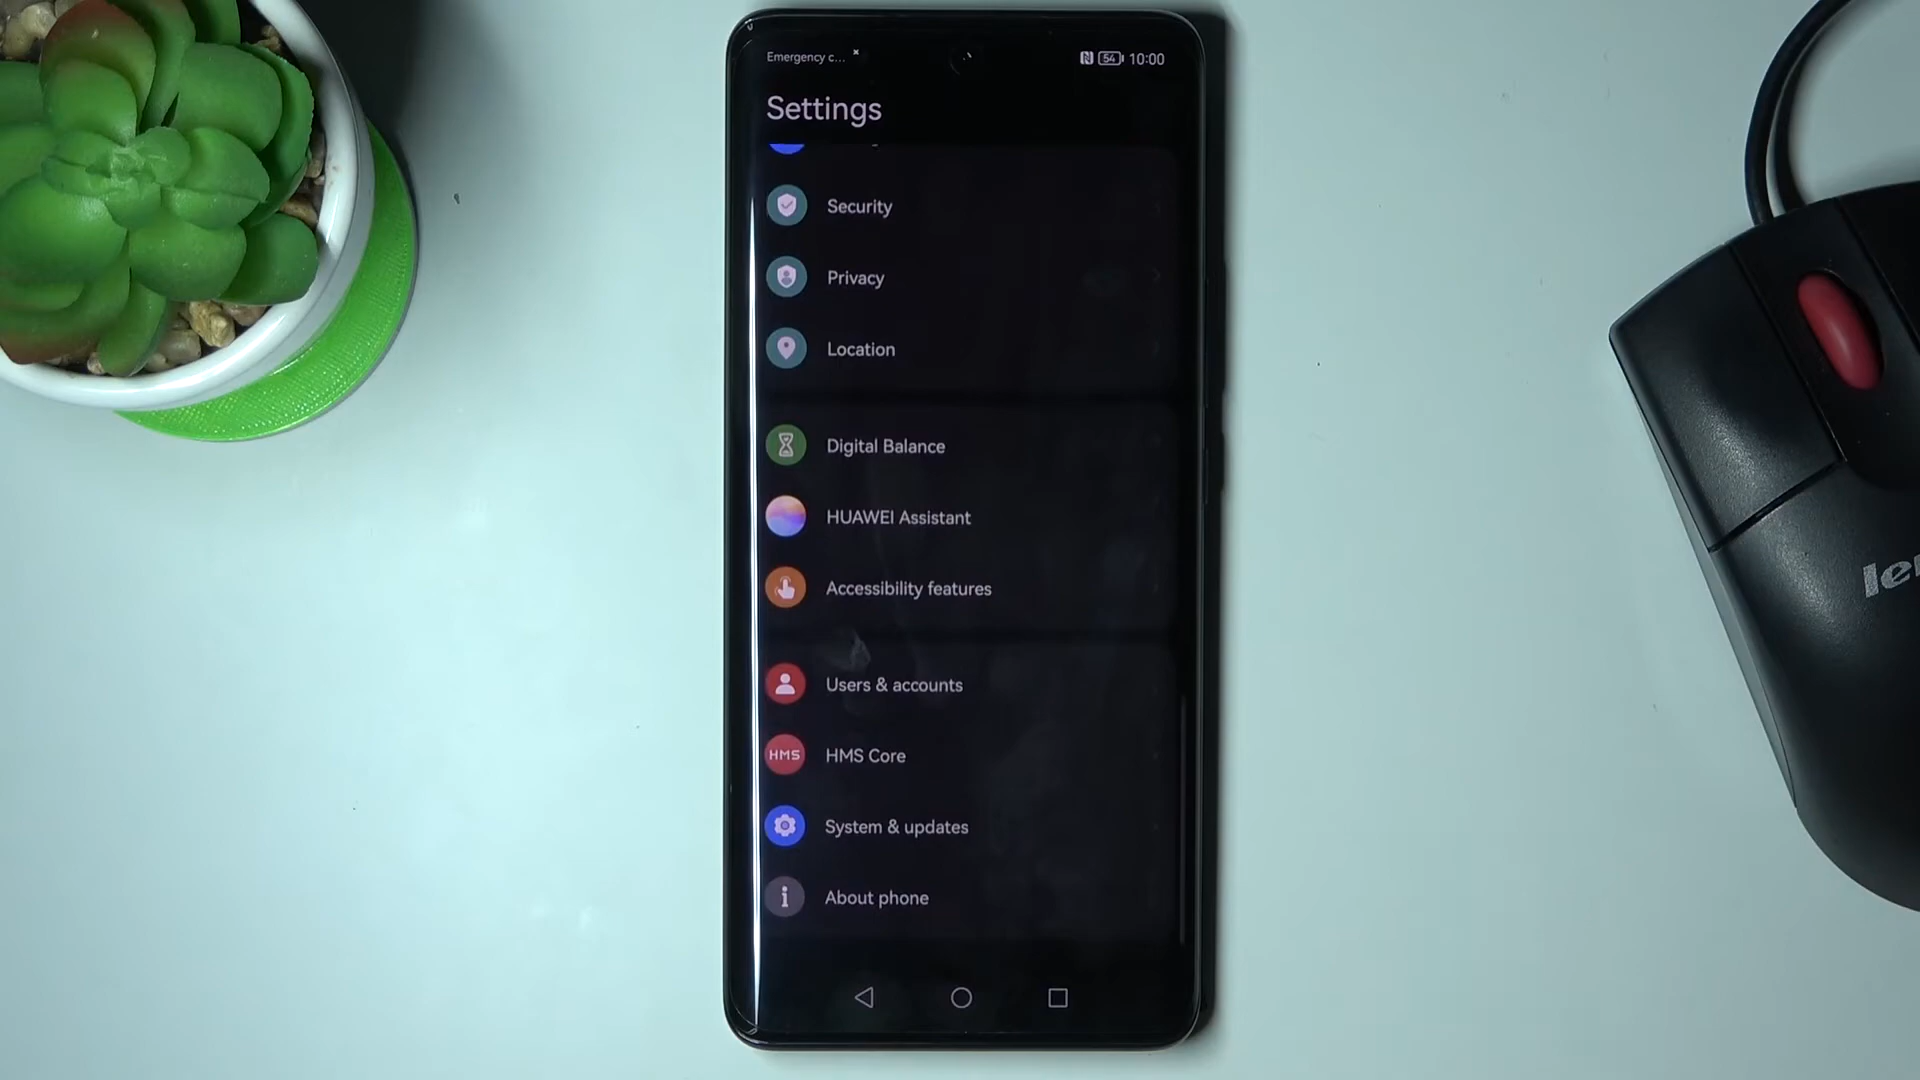 Emergency c...
54 10:00
Settings
Security
Privacy
Location
Digital Balance
HUAWEI Assistant
Accessibility features
Users & accounts
HMS HMS Core
System & updates
About phone